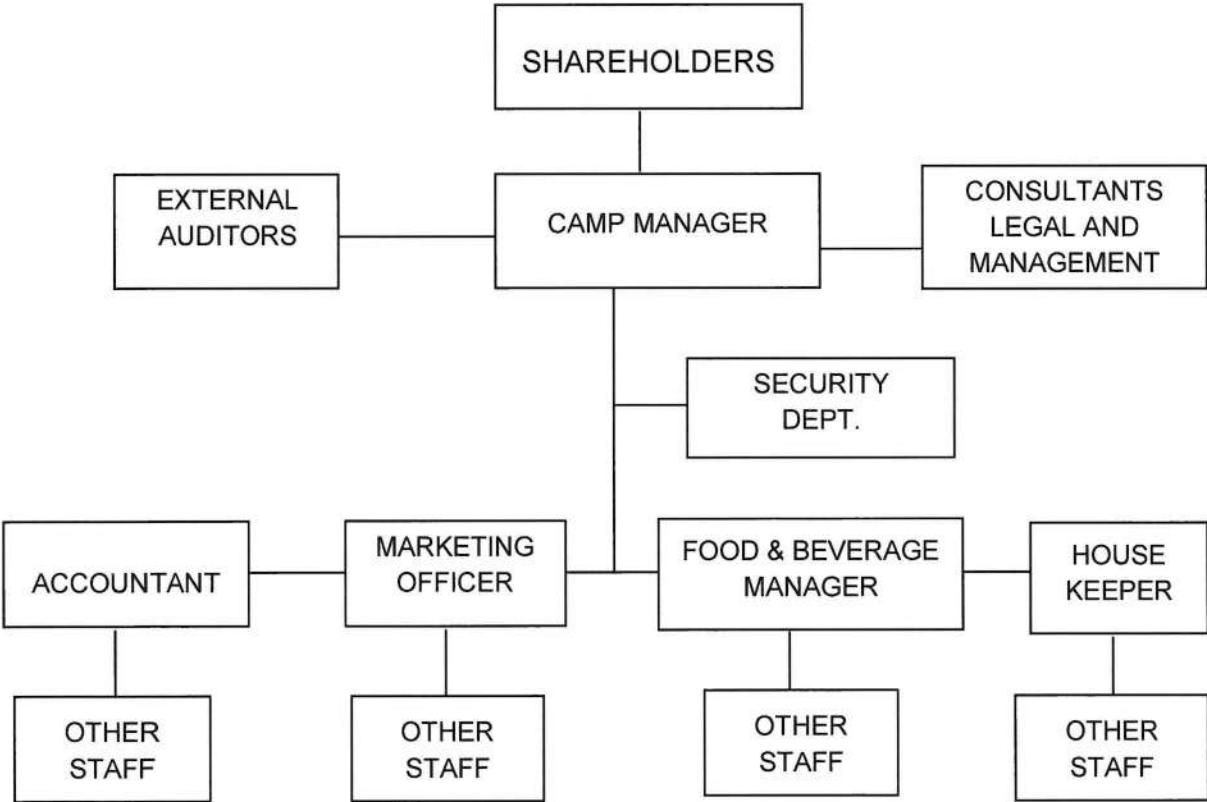 SHAREHOLDERS
EXTERNAL
AUDITORS
CAMP MANAGER
CONSULTANTS
LEGAL AND
MANAGEMENT
SECURITY
DEPT.
ACCOUNTANT
MARKETING
OFFICER
FOOD & BEVERAGE
MANAGER
HOUSE
KEEPER
OTHER
STAFF
OTHER
STAFF
OTHER
STAFF
OTHER
STAFF